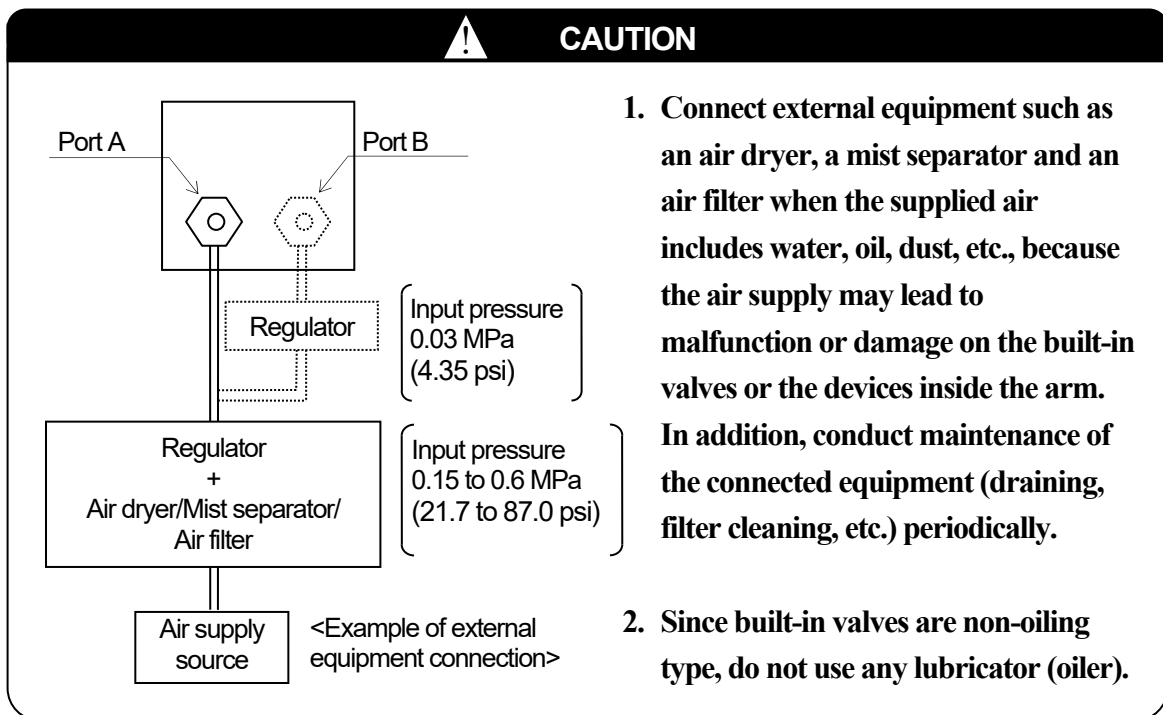 CAUTION
Port A
Port B
Regulator
Input pressure
0.03 MPa
(4.35 psi)
Regulator
+
Air dryer/Mist separator/
Air filter
Input pressure
0.15 to 0.6 MPa
(21.7 to 87.0 psi)
Air supply
source
<Example of external
equipment connection>
1. Connect external equipment such as
an air dryer, a mist separator and an
air filter when the supplied air
includes water, oil, dust, etc., because
the air supply may lead to
malfunction or damage on the built-in
valves or the devices inside the arm.
In addition, conduct maintenance of
the connected equipment (draining,
filter cleaning, etc.) periodically.
2. Since built-in valves are non-oiling
type, do not use any lubricator (oiler).